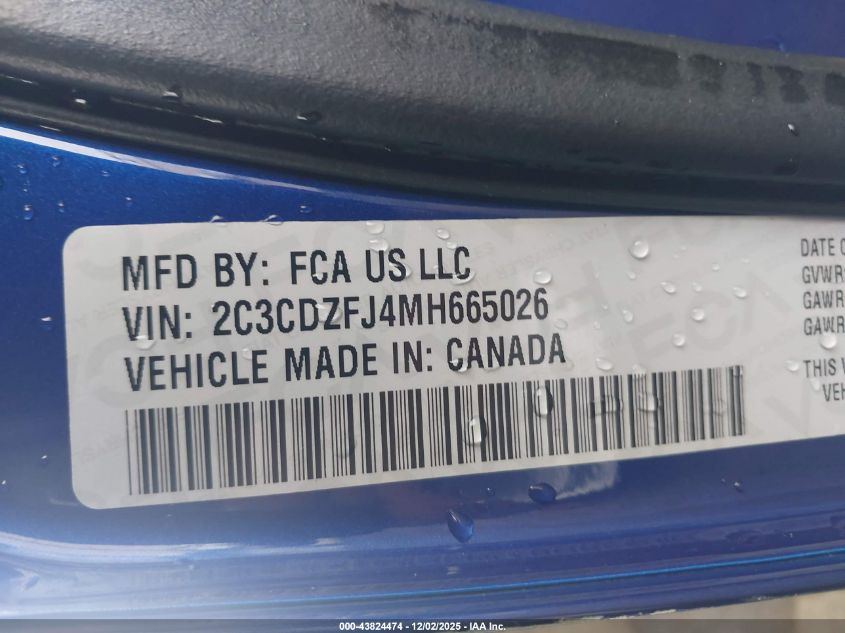 MFD BY: FCA US LLC
VIN: 2C3CDZFJ4MH665026
VEHICLE MADE IN: CANADA
DATE O
GVWR:
GAWR
GAWR
THIS V
VEH
000-43824474 - 12/02/2025 - IAA Inc.